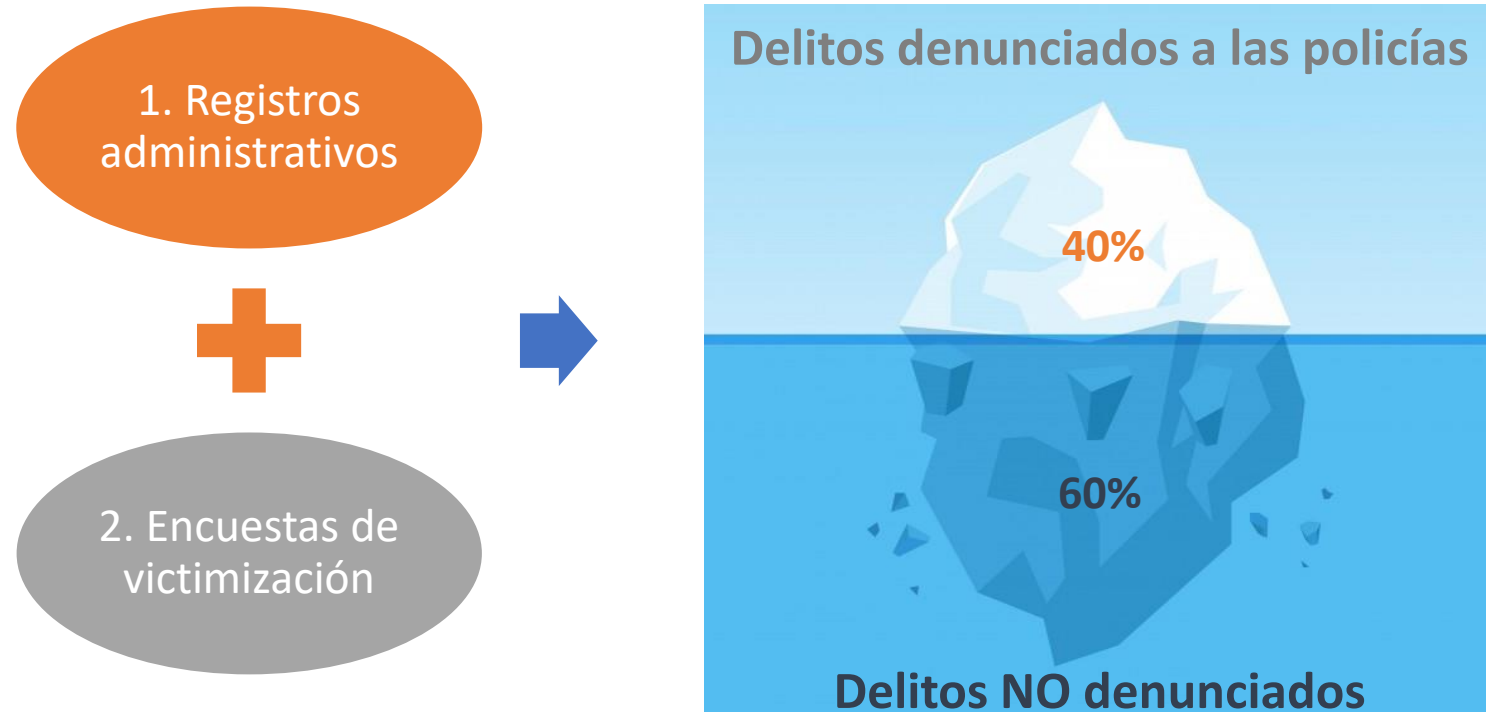 1. Registros
administrativos
2. Encuestas de
victimización
Delitos denunciados a las policías
40%
60%
Delitos NO denunciados